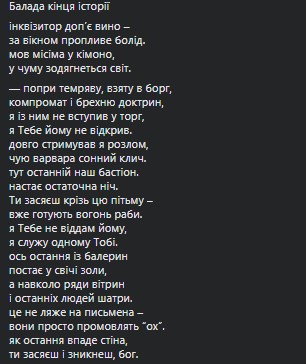 Балада кінця історії
інквізитор доп'є вино –
за вікном пропливе болід.
мов місіма у кімоно,
у чуму зодягнеться світ.
— попри темряву, взяту в борг,
компромат і брехню доктрин,
я із ним не вступив у торг,
я Тебе йому не відкрив.
довго стримував я розлом,
чую варвара сонний клич.
тут останній наш бастіон.
настає остаточна ніч.
Ти засяєш крізь цю пітьму –
вже готують вогонь раби.
я Тебе не віддам йому,
я служу одному Тобі.
ось остання із балерин
постає у свічі золи,
а навколо ряди вітрин
і останніх людей шатри.
це не ляже на письмена –
вони просто промовлять "ох".
як остання впаде стіна,
ти засяєш і зникнеш, бог.